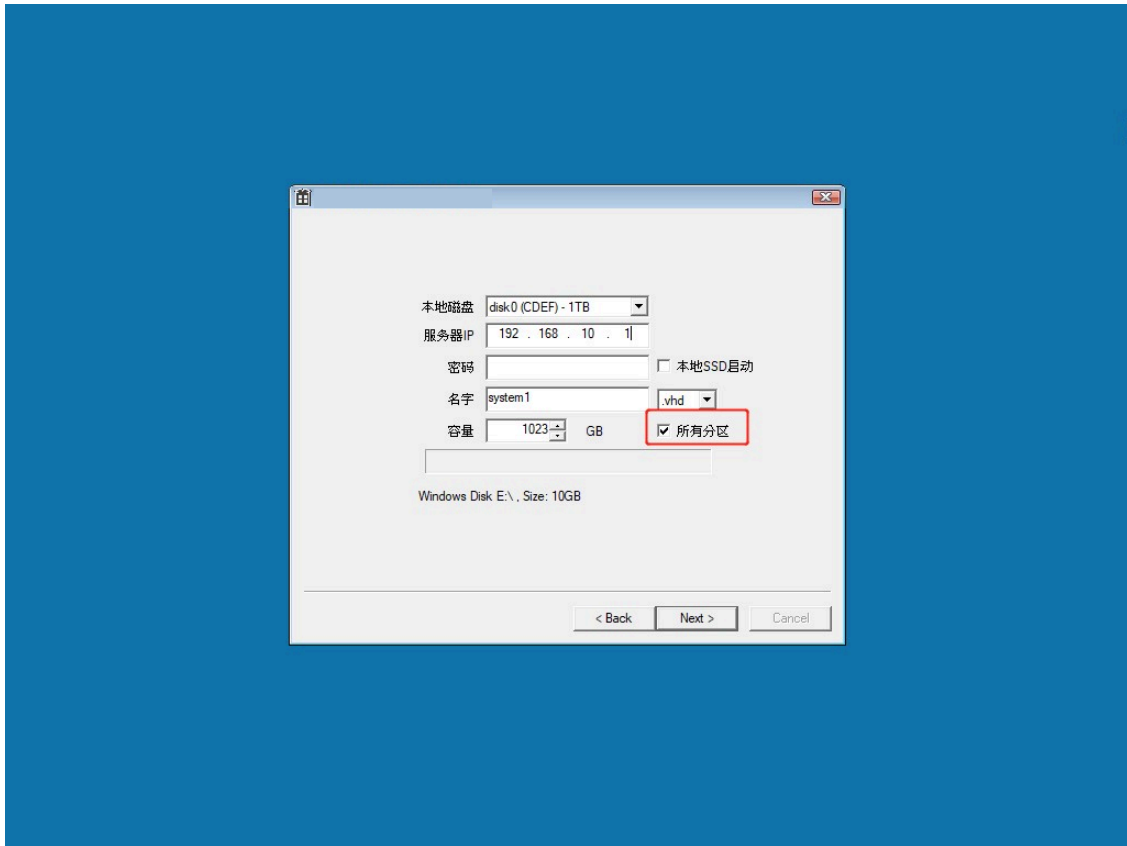 本地磁盘 disk0 (CDEF) - 1TB
服务器IP 192 . 168 . 10 . 1
密码 本地SSD启动
名字 system1 .vhd
容量 1023 GB 所有分区
Windows Disk E:\ , Size: 10GB
< Back Next > Cancel